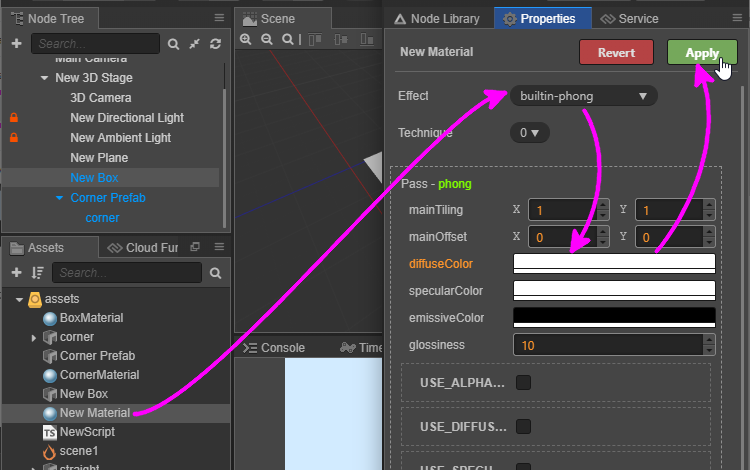 Node Tree
Search...
Main Camera
New 3D Stage
3D Camera
New Directional Light
New Ambient Light
New Plane
New Box
Corner Prefab
corner
Assets
Cloud Fur
Search...
assets
BoxMaterial
corner
Corner Prefab
CornerMaterial
New Box
New Material
TS NewScript
scene1
straight
Scene
Console
Time
Node Library
Properties
Service
New Material
Revert
Apply
Effect
builtin-phong
Technique
0
Pass - phong
mainTiling X 1 Y 1
mainOffset X 0 Y 0
diffuseColor
specularColor
emissiveColor
glossiness 10
USE_ALPHA...
USE_DIFFUS...
USE_SPECU...